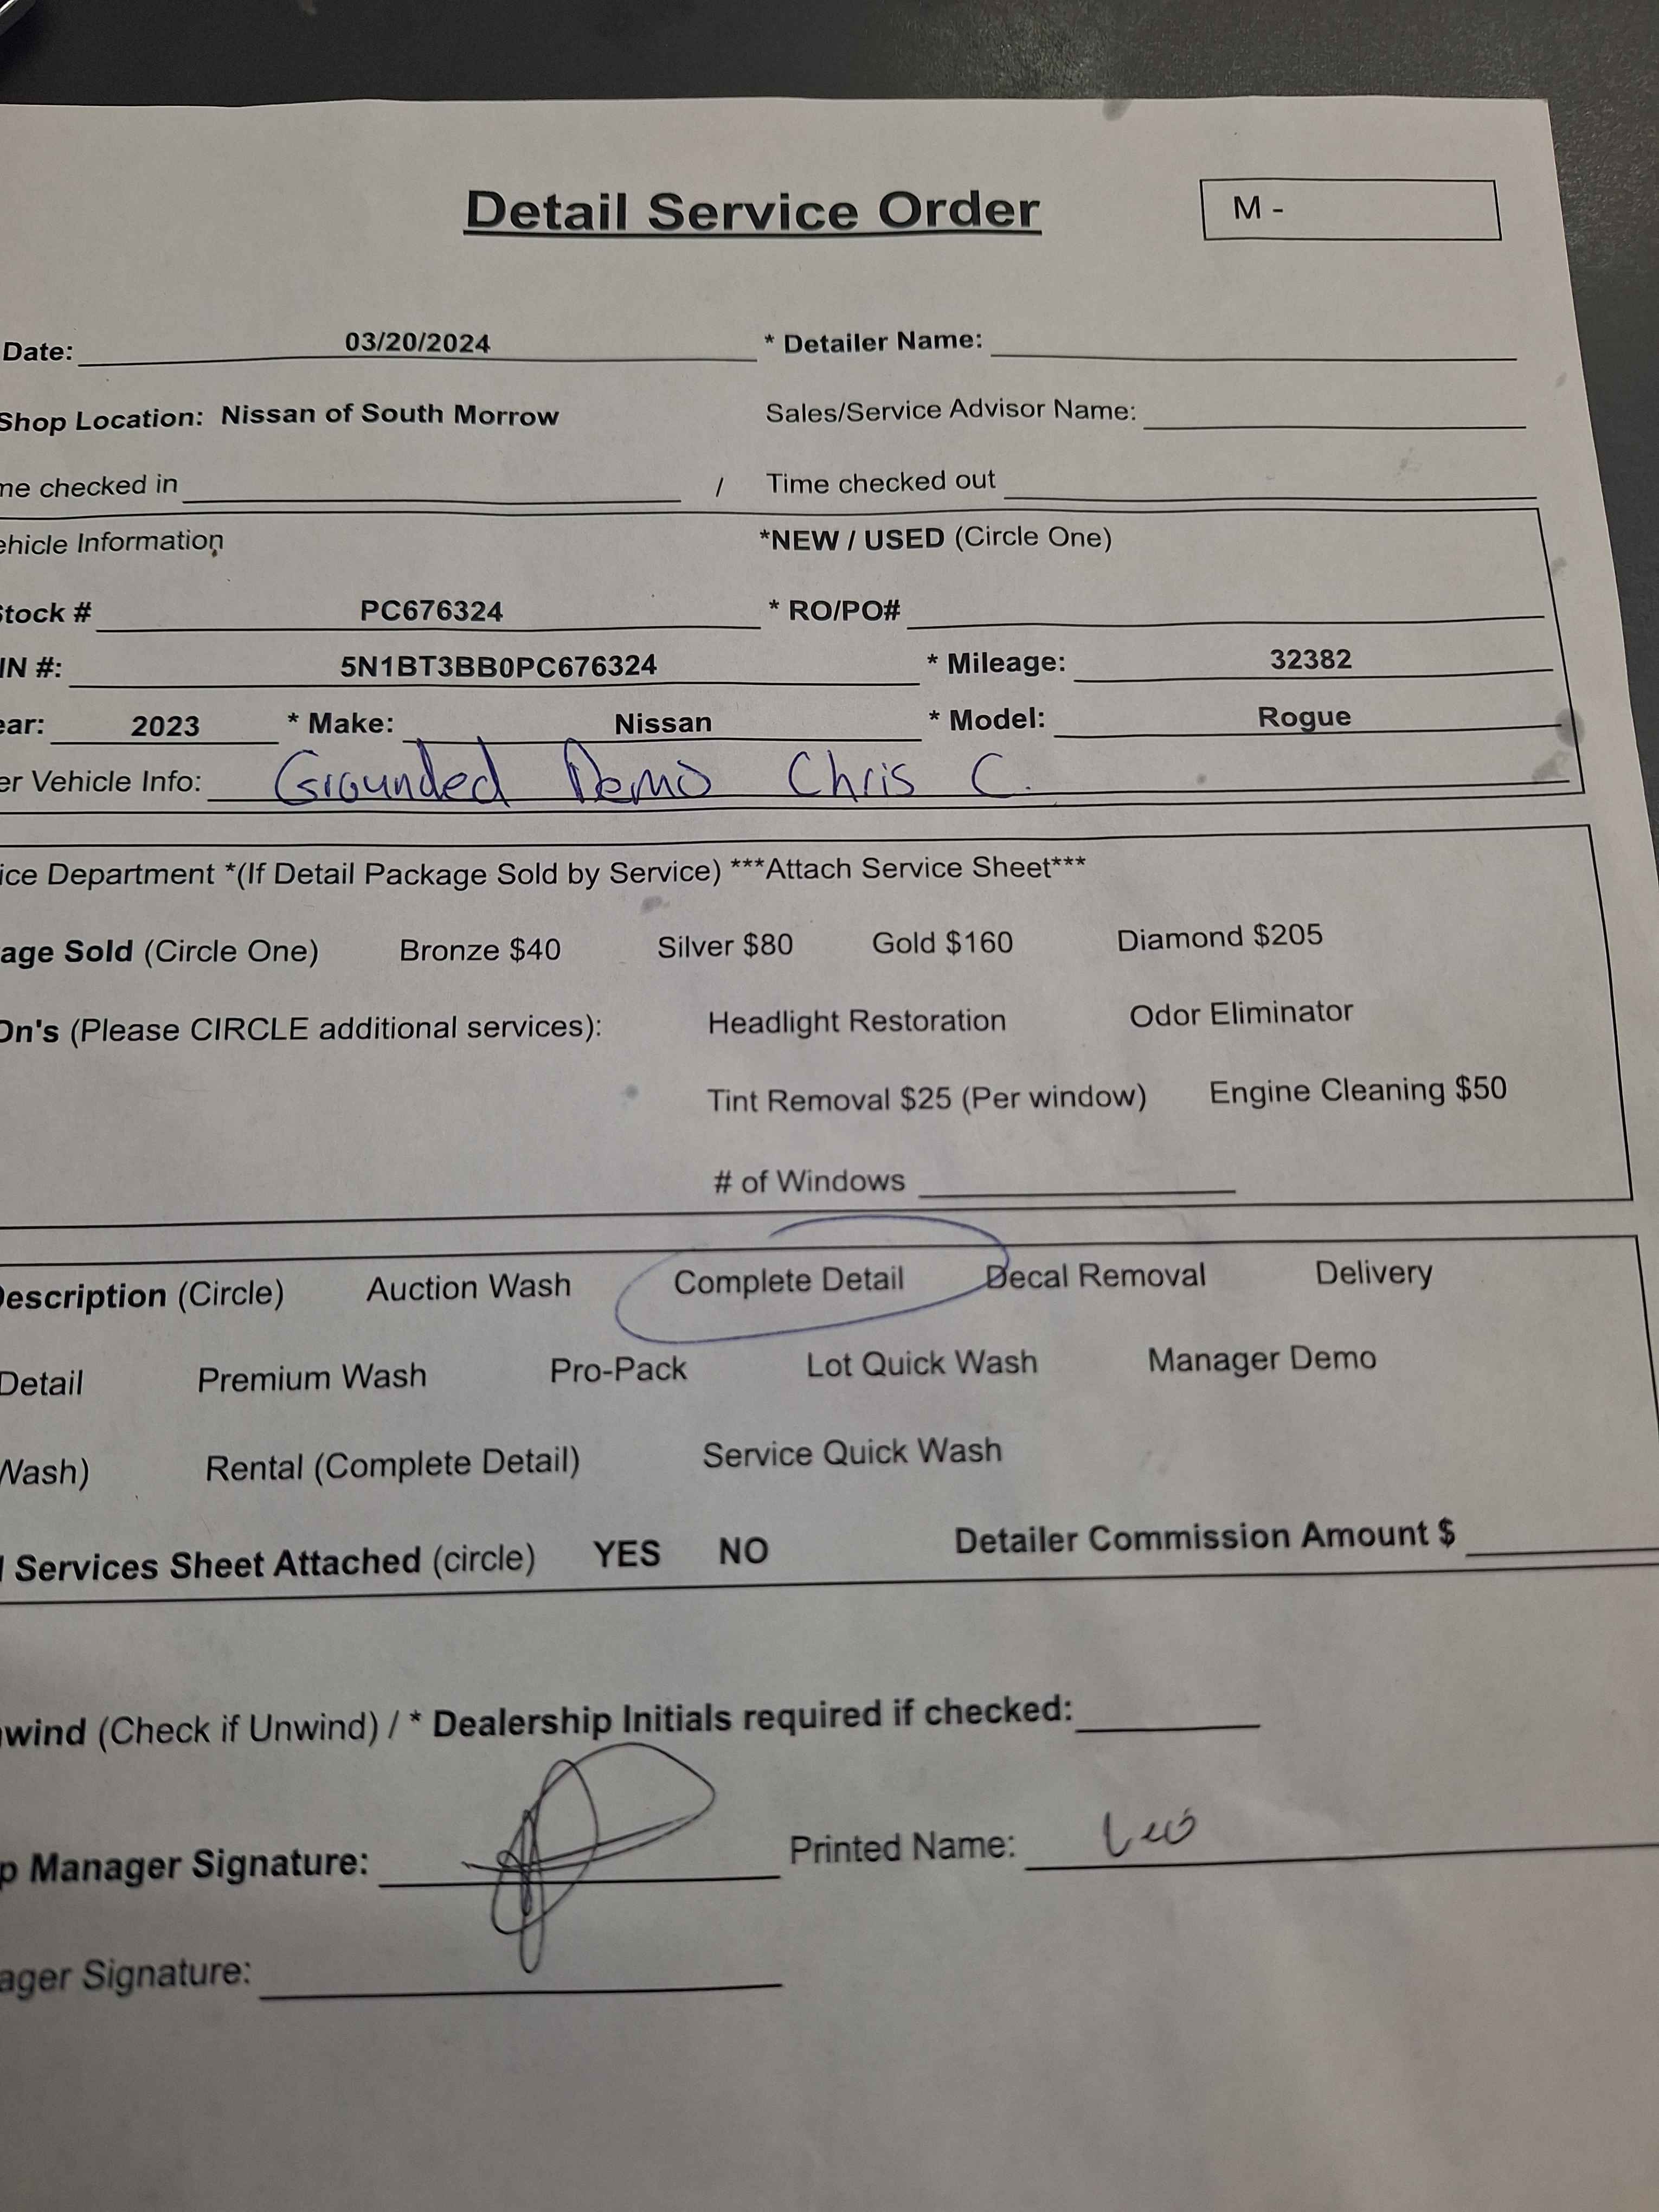 Detail Service Order M -
Date: 03/20/2024 * Detailer Name:
Shop Location: Nissan of South Morrow Sales/Service Advisor Name:
me checked in / Time checked out
ehicle Information *NEW / USED (Circle One)
Stock # PC676324 * RO/PO#
IN #: 5N1BT3BB0PC676324 * Mileage: 32382
ear: 2023 * Make: Nissan * Model: Rogue
er Vehicle Info: Grounded Demo Chris C.
ice Department *(If Detail Package Sold by Service) ***Attach Service Sheet***
age Sold (Circle One) Bronze $40 Silver $80 Gold $160 Diamond $205
On's (Please CIRCLE additional services): Headlight Restoration Odor Eliminator
Tint Removal $25 (Per window) Engine Cleaning $50
# of Windows
Description (Circle) Auction Wash Complete Detail Decal Removal Delivery
Detail Premium Wash Pro-Pack Lot Quick Wash Manager Demo
Wash) Rental (Complete Detail) Service Quick Wash
l Services Sheet Attached (circle) YES NO Detailer Commission Amount $
nwind (Check if Unwind) / * Dealership Initials required if checked:
p Manager Signature: Printed Name: Leo
ager Signature: